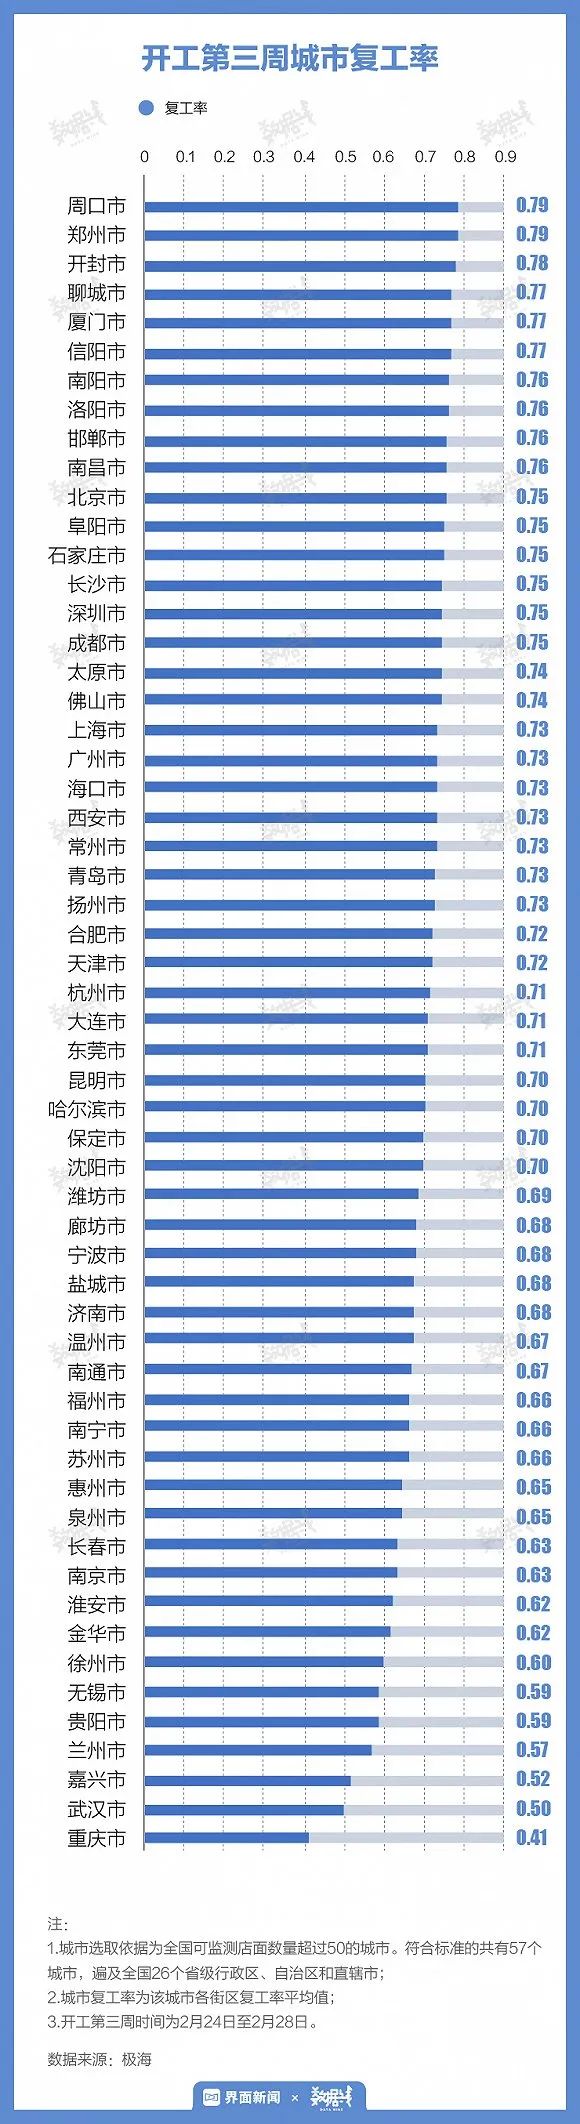 开工第三周城市复工率
复工率
0 0.1 0.2 0.3 0.4 0.5 0.6 0.7 0.8 0.9
周口市 0.79
郑州市 0.79
开封市 0.78
聊城市 0.77
厦门市 0.77
信阳市 0.77
南阳市 0.76
洛阳市 0.76
邯郸市 0.76
南昌市 0.76
北京市 0.75
阜阳市 0.75
石家庄市 0.75
长沙市 0.75
深圳市 0.75
成都市 0.75
太原市 0.74
佛山市 0.74
上海市 0.73
广州市 0.73
海口市 0.73
西安市 0.73
常州市 0.73
青岛市 0.73
扬州市 0.73
合肥市 0.72
天津市 0.72
杭州市 0.71
大连市 0.71
东莞市 0.71
昆明市 0.70
哈尔滨市 0.70
保定市 0.70
沈阳市 0.70
潍坊市 0.69
廊坊市 0.68
宁波市 0.68
盐城市 0.68
济南市 0.68
温州市 0.67
南通市 0.67
福州市 0.66
南宁市 0.66
苏州市 0.66
惠州市 0.65
泉州市 0.65
长春市 0.63
南京市 0.63
淮安市 0.62
金华市 0.62
徐州市 0.60
无锡市 0.59
贵阳市 0.59
兰州市 0.57
嘉兴市 0.52
武汉市 0.50
重庆市 0.41
注：
1.城市选取依据为全国可监测店面数量超过50的城市。符合标准的共有57个
城市，遍及全国26个省级行政区、自治区和直辖市；
2.城市复工率为该城市各街区复工率平均值；
3.开工第三周时间为2月24日至2月28日。
数据来源：极海
界面新闻 × 数据线
DATA WIRE